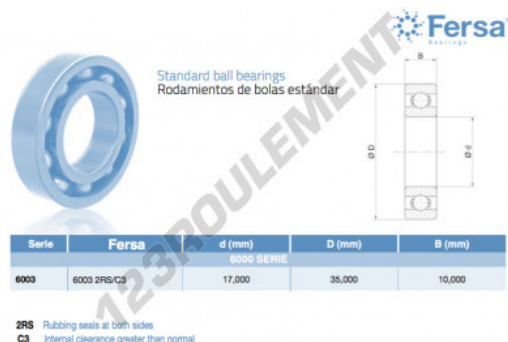 Fersa
Bearings
Standard ball bearings
Rodamientos de bolas estándar
B
Ø D
Ø d
Serie Fersa d (mm) D (mm) B (mm)
6000 SERIE
6003 6003 2RS/C3 17,000 35,000 10,000
2RS Rubbing seals at both sides
C3 Internal clearance greater than normal
123ROULEMENT